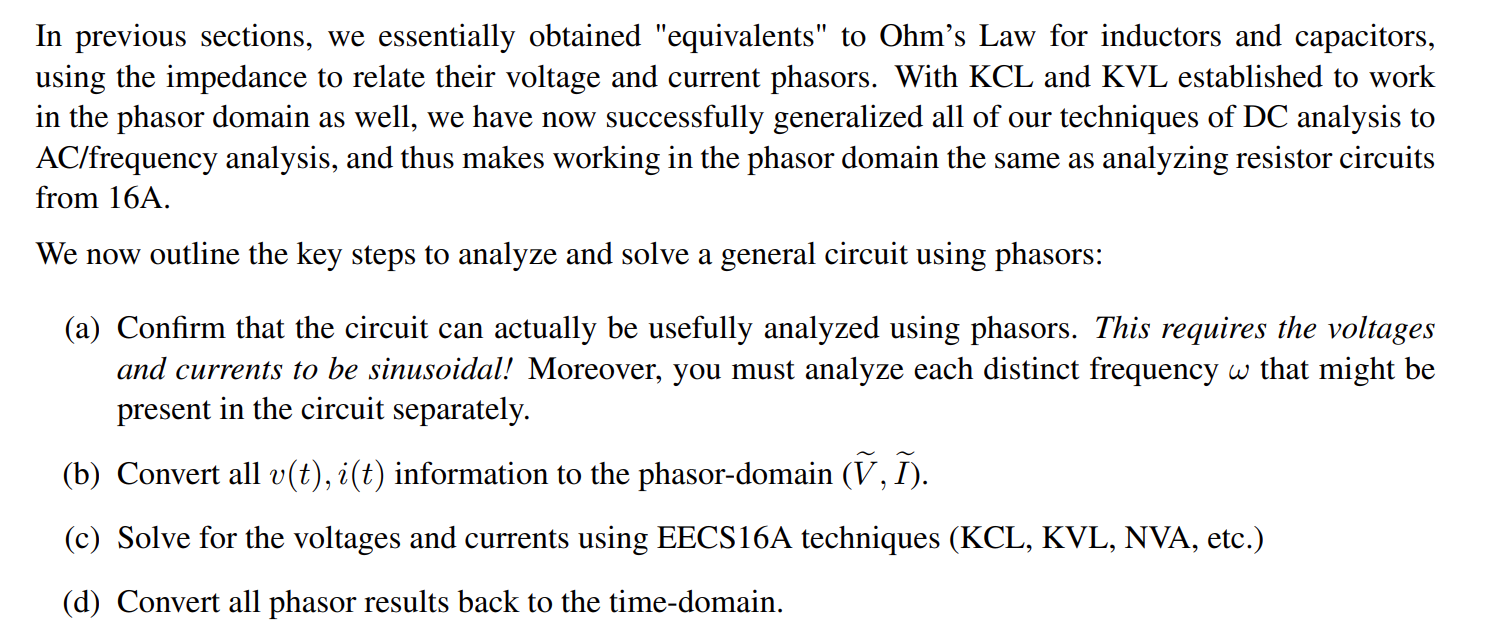 In previous sections, we essentially obtained "equivalents" to Ohm's Law for inductors and capacitors,
using the impedance to relate their voltage and current phasors. With KCL and KVL established to work
in the phasor domain as well, we have now successfully generalized all of our techniques of DC analysis to
AC/frequency analysis, and thus makes working in the phasor domain the same as analyzing resistor circuits
from 16A.
We now outline the key steps to analyze and solve a general circuit using phasors:
(a) Confirm that the circuit can actually be usefully analyzed using phasors. This requires the voltages
and currents to be sinusoidal! Moreover, you must analyze each distinct frequency ω that might be
present in the circuit separately.
(b) Convert all v(t), i(t) information to the phasor-domain (Ṽ, Ĩ).
(c) Solve for the voltages and currents using EECS16A techniques (KCL, KVL, NVA, etc.)
(d) Convert all phasor results back to the time-domain.